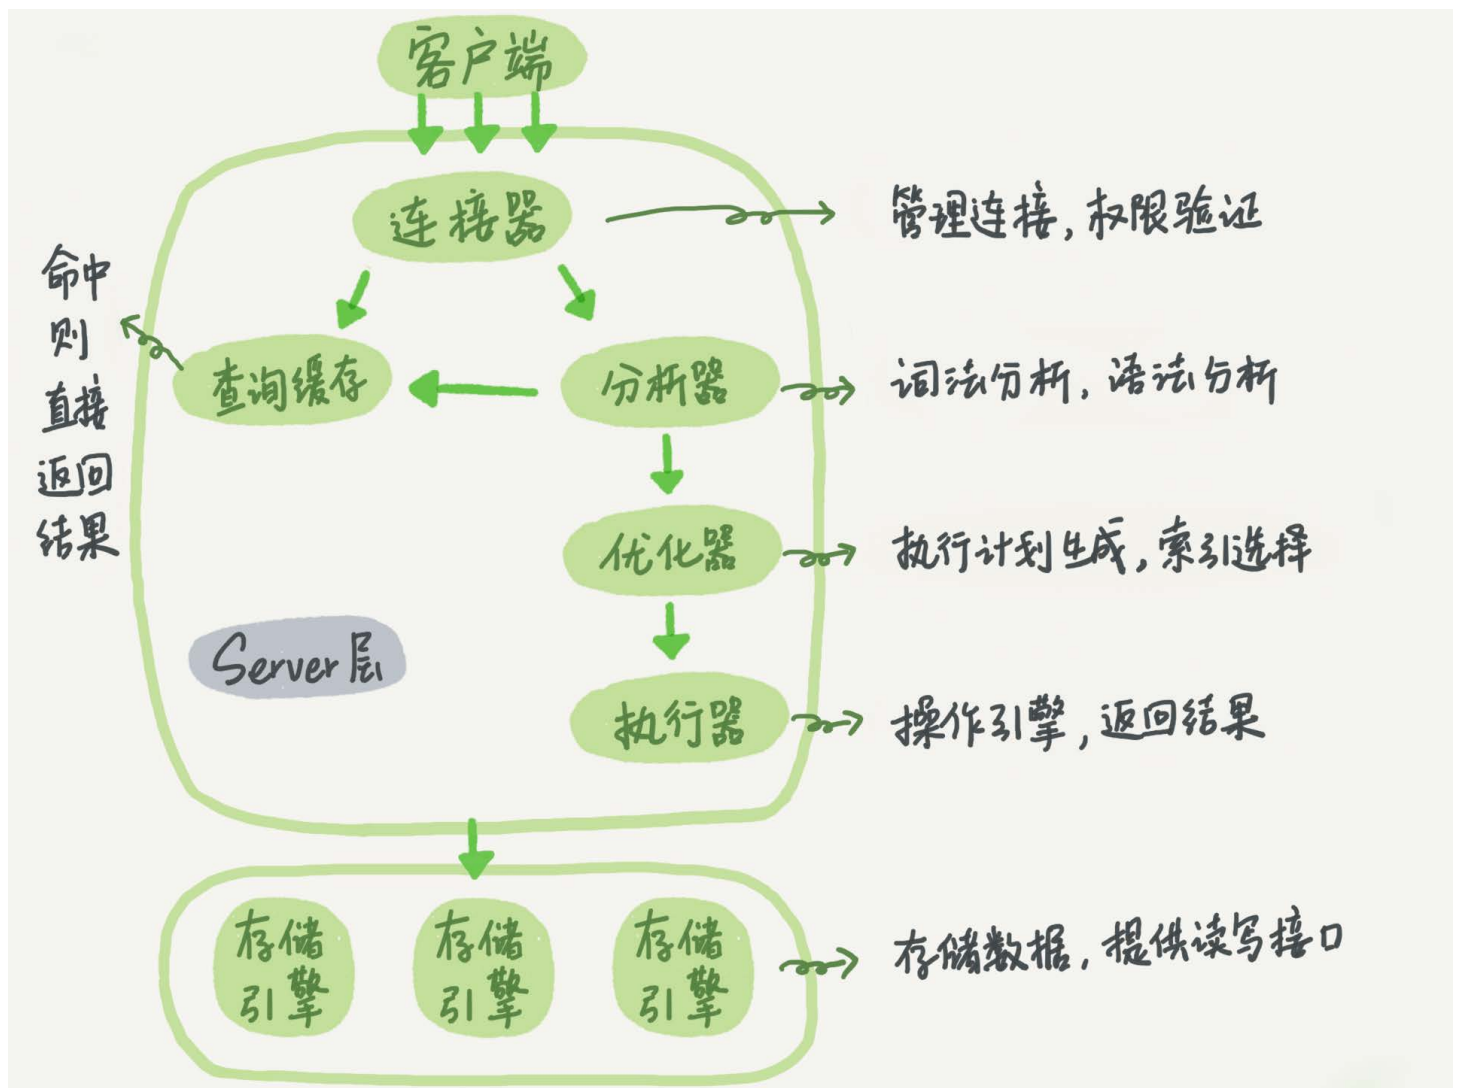 客户端
连接器
管理连接，权限验证
命中
则
直接
返回
结果
查询缓存
分析器
词法分析，语法分析
优化器
执行计划生成，索引选择
Server层
执行器
操作引擎，返回结果
存储
引擎
存储
引擎
存储
引擎
存储数据，提供读写接口